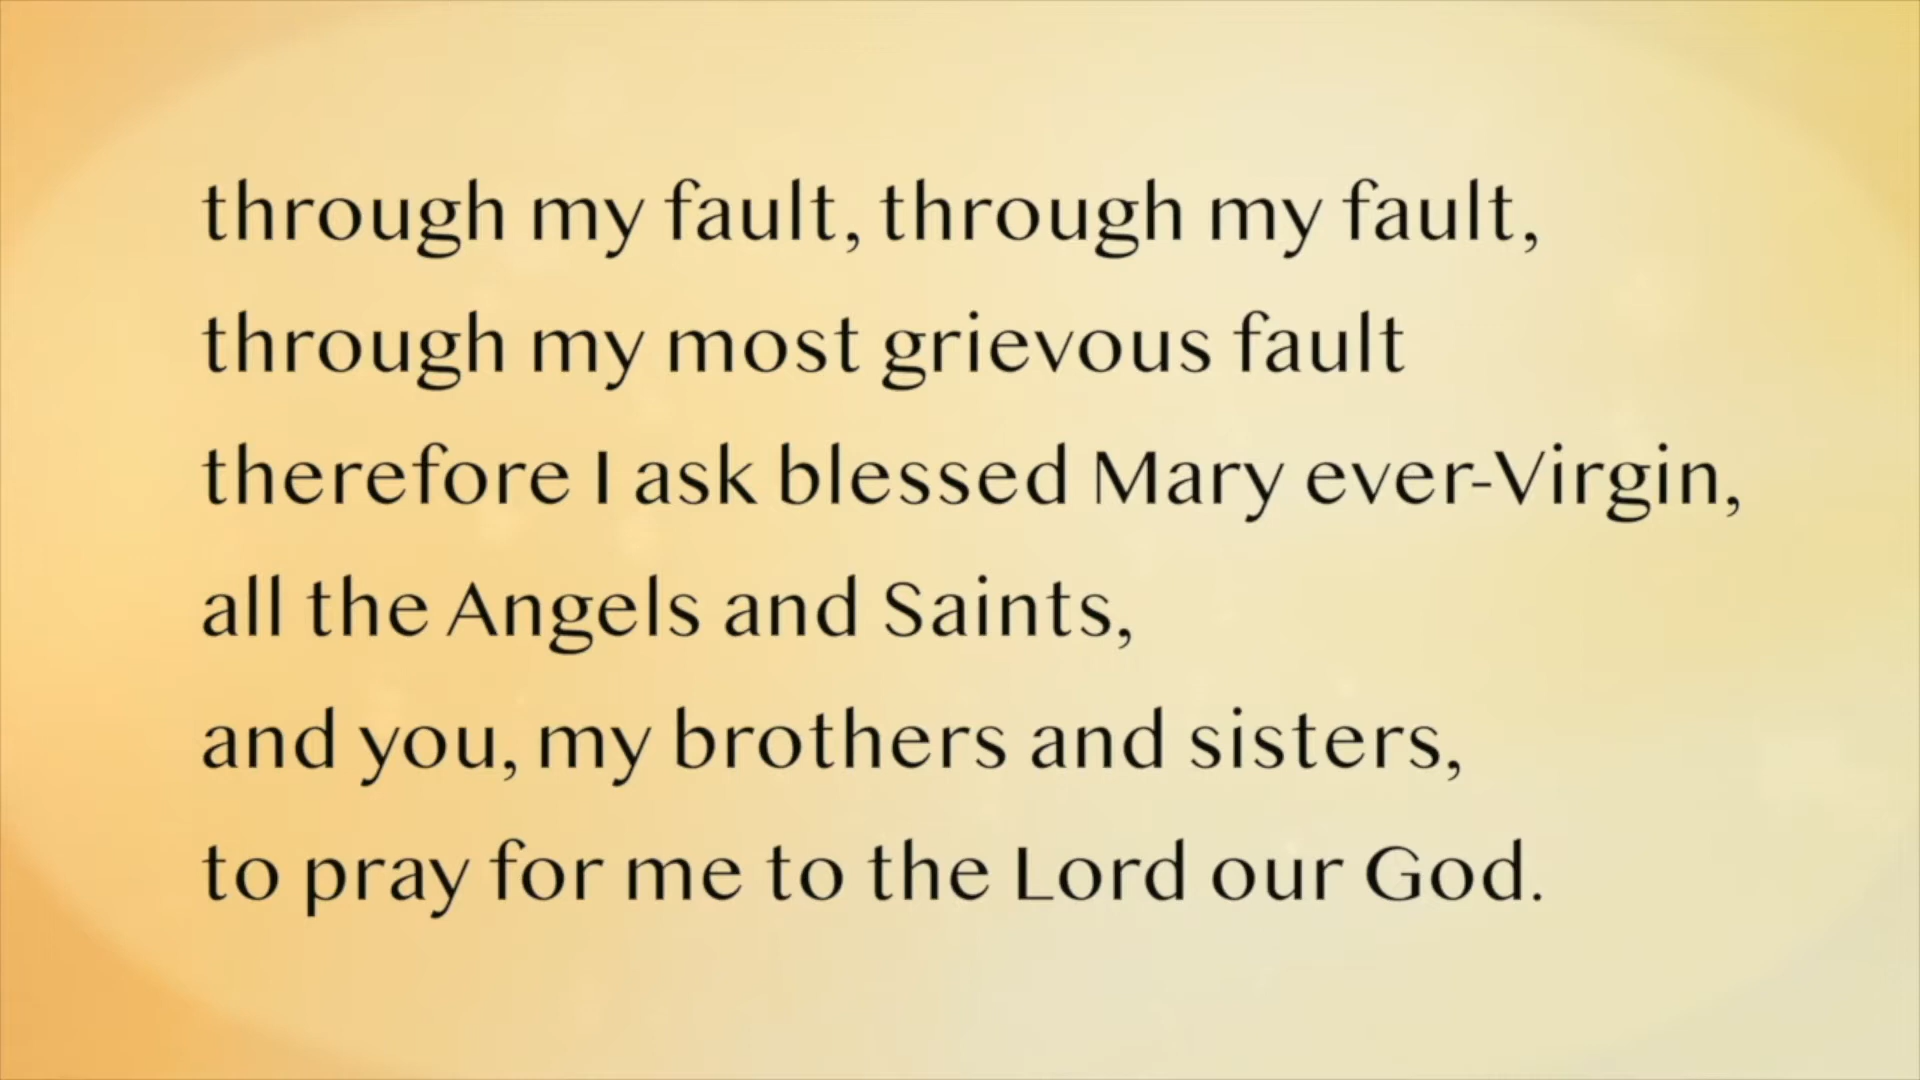 through my fault, through my fault,
through my most grievous fault
therefore I ask blessed Mary ever-Virgin,
all the Angels and Saints,
and you, my brothers and sisters,
to pray for me to the Lord our God.